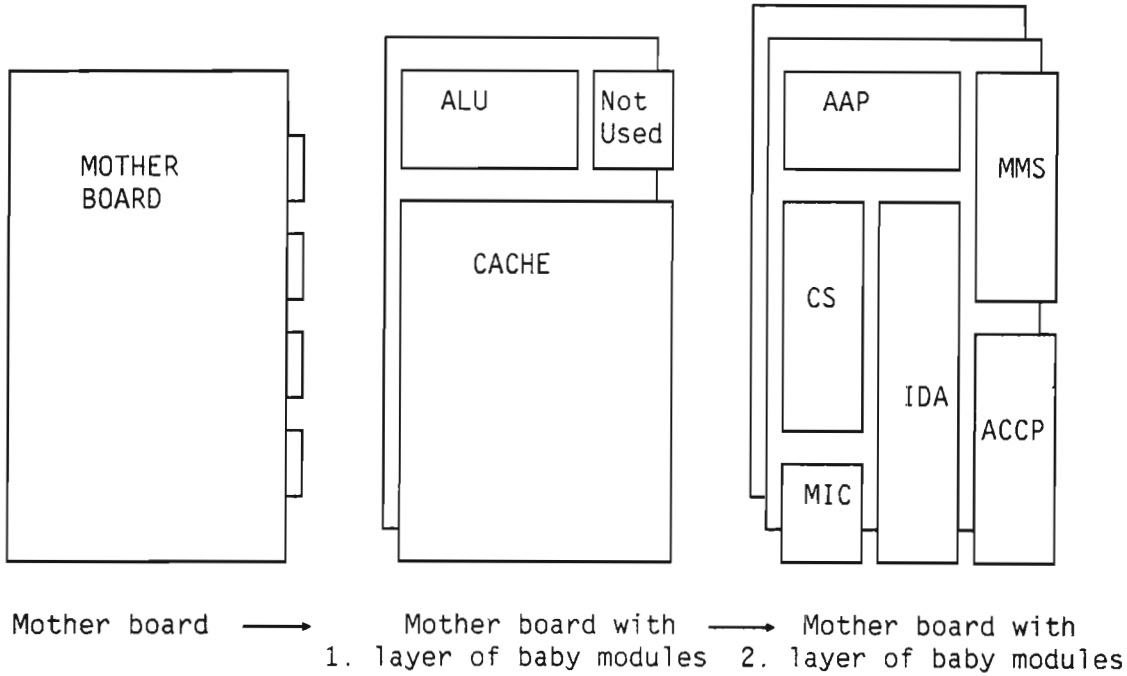 MOTHER
BOARD
ALU
Not
Used
CACHE
AAP
MMS
CS
IDA
ACCP
MIC
Mother board
Mother board with
1. layer of baby modules
Mother board with
2. layer of baby modules